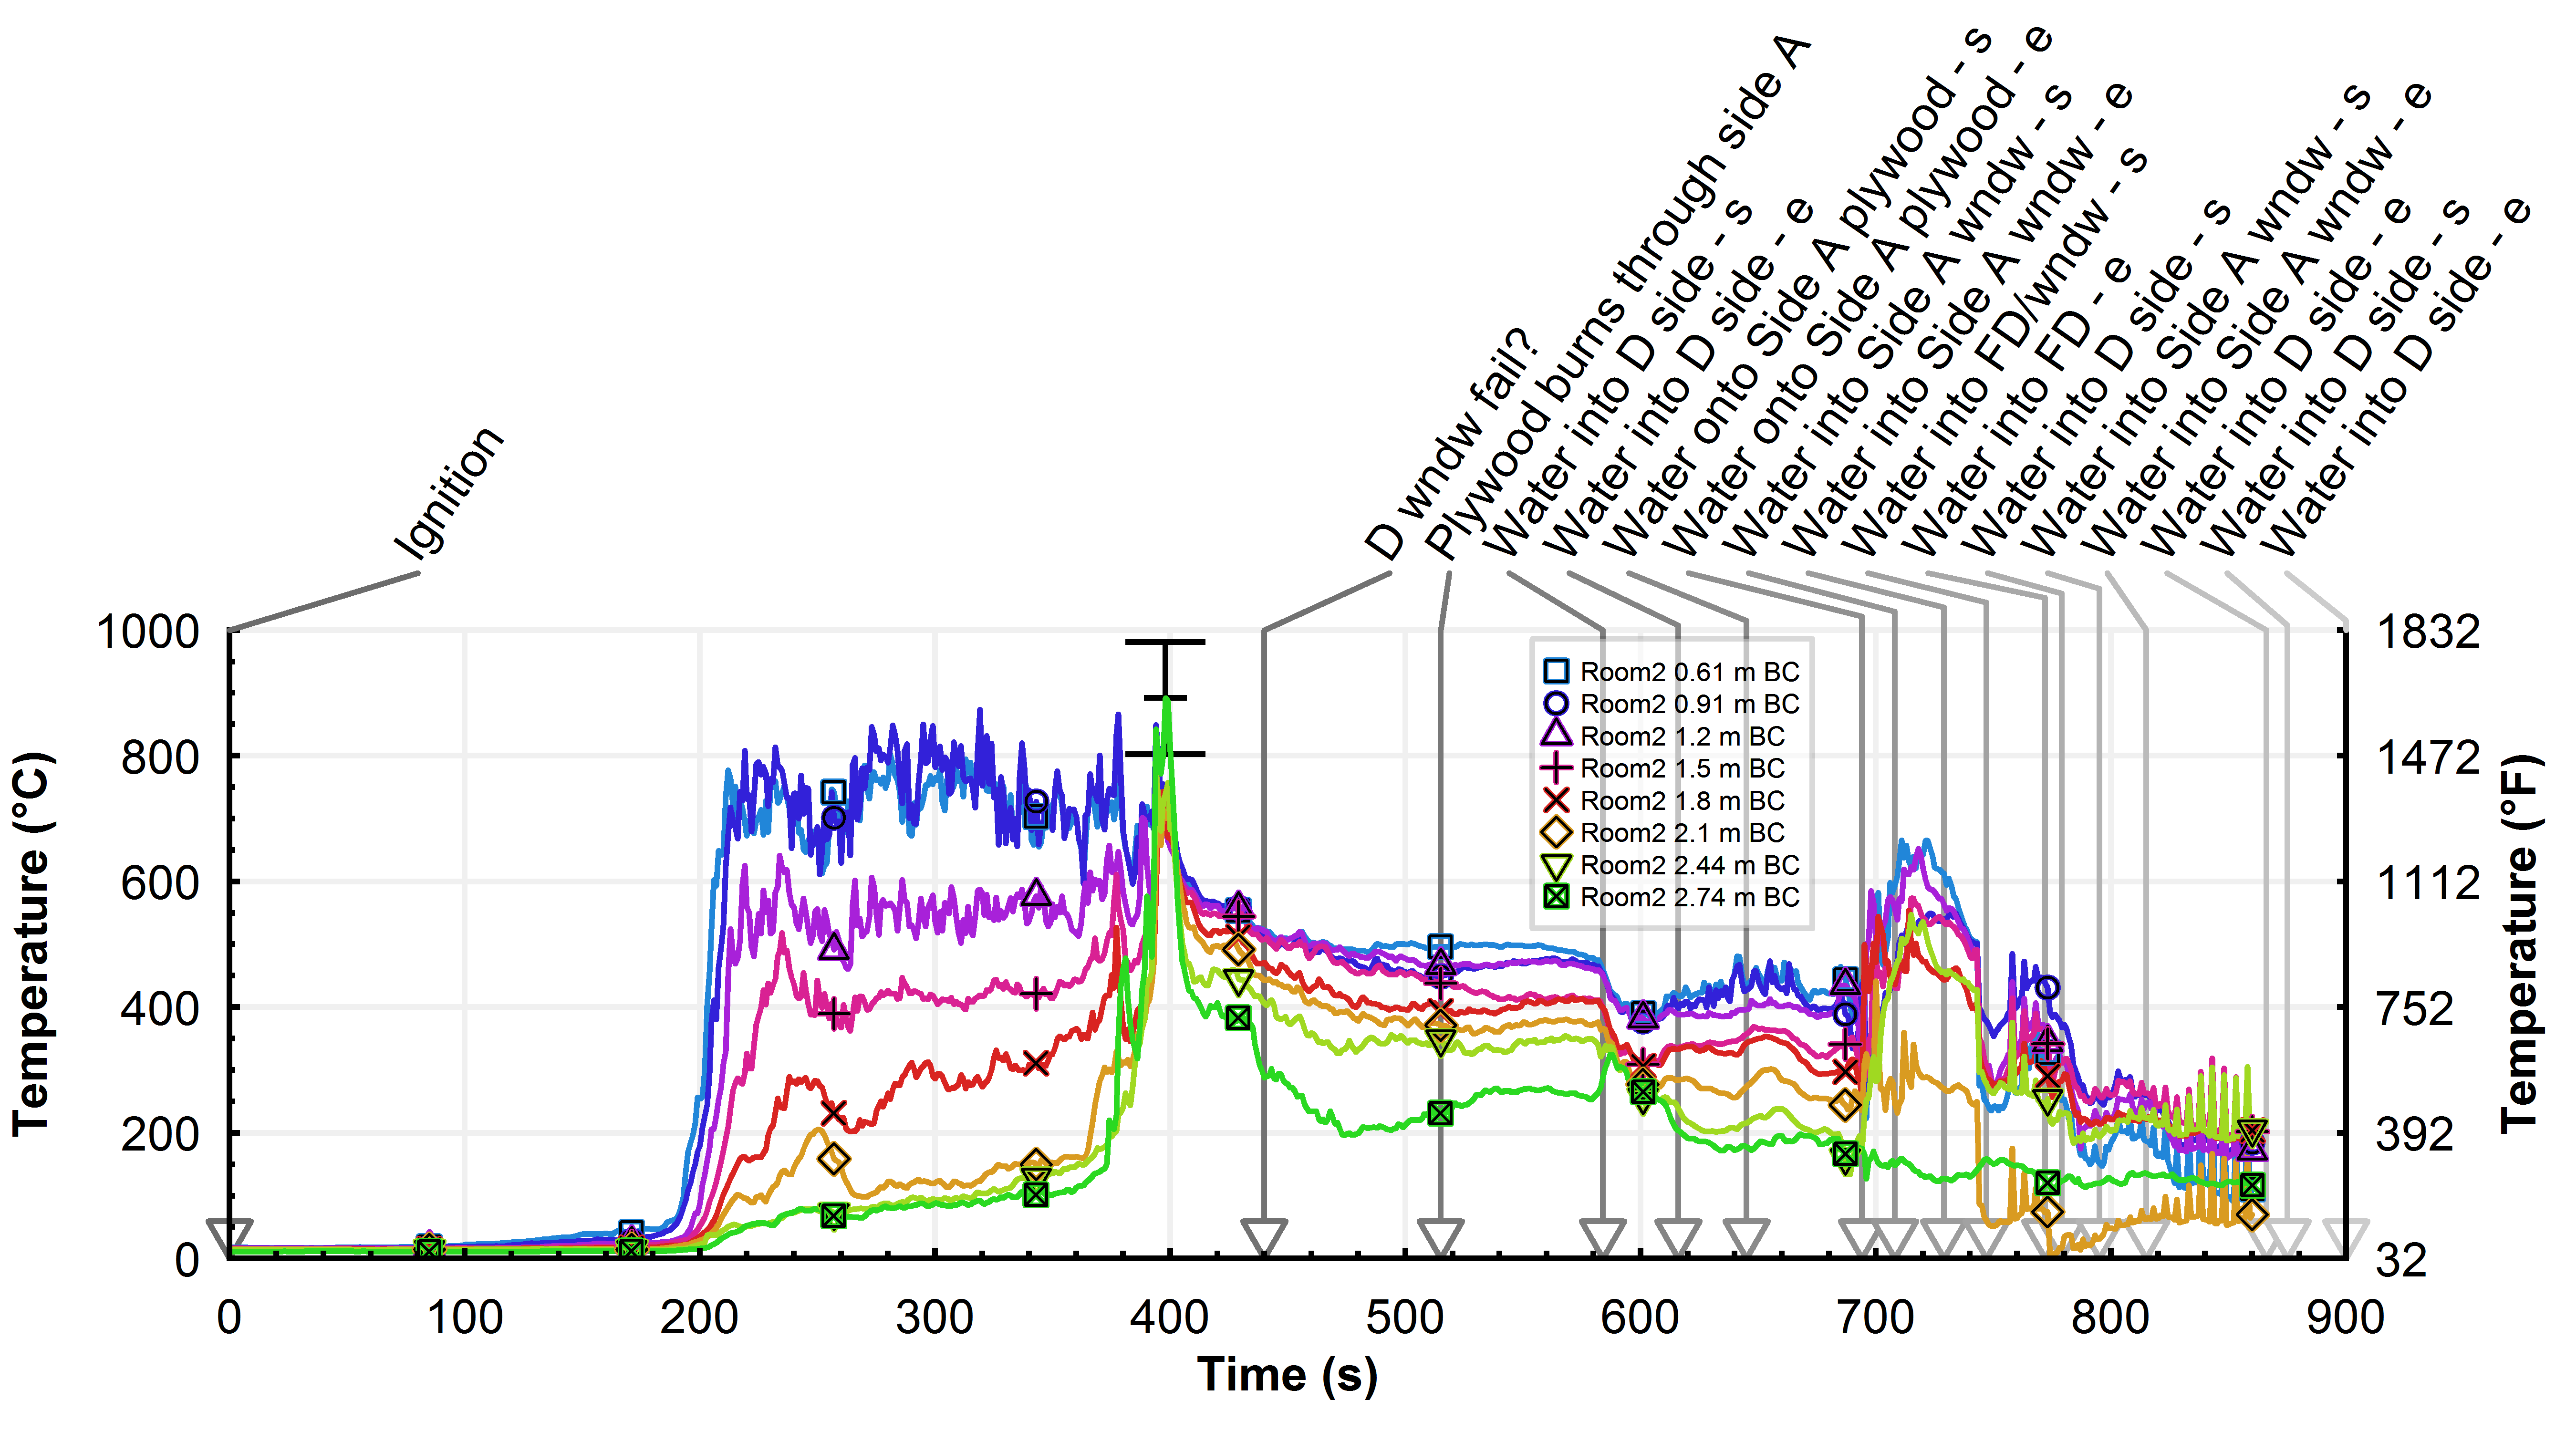 Ignition
D wndw fail?
Plywood burns through side A
Water into D side - s
Water into D side - e
Water onto Side A plywood - s
Water onto Side A plywood - e
Water into Side A wndw - s
Water into Side A wndw - e
Water into FD/wndw - s
Water into FD - e
Water into D side - s
Water into Side A wndw - s
Water into Side A wndw - e
Water into D side - e
Water into D side - s
Water into D side - e
Temperature (°C)
1000
800
600
400
200
0
Room2 0.61 m BC
Room2 0.91 m BC
Room2 1.2 m BC
Room2 1.5 m BC
Room2 1.8 m BC
Room2 2.1 m BC
Room2 2.44 m BC
Room2 2.74 m BC
1832
1472
1112
752
392
32
Temperature (°F)
0 100 200 300 400 500 600 700 800 900
Time (s)